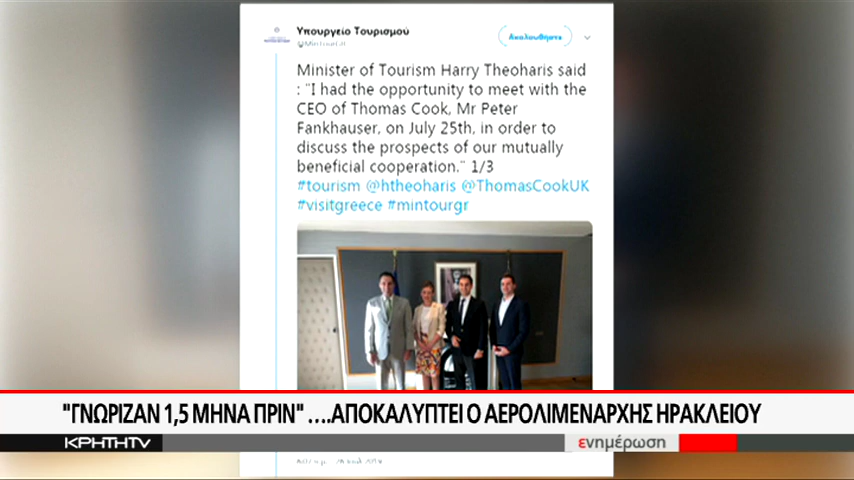 Υπουργείο Τουρισμού
Ακολουθήστε
Minister of Tourism Harry Theoharis said
: "I had the opportunity to meet with the
CEO of Thomas Cook, Mr Peter
Fankhauser, on July 25th, in order to
discuss the prospects of our mutually
beneficial cooperation." 1/3
#tourism @htheoharis @ThomasCookUK
#visitgreece #mintourgr
"ΓΝΩΡΙΖΑΝ 1,5 ΜΗΝΑ ΠΡΙΝ" ....ΑΠΟΚΑΛΥΠΤΕΙ Ο ΑΕΡΟΛΙΜΕΝΑΡΧΗΣ ΗΡΑΚΛΕΙΟΥ
ΚΡΗΤΗTV
ενημέρωση